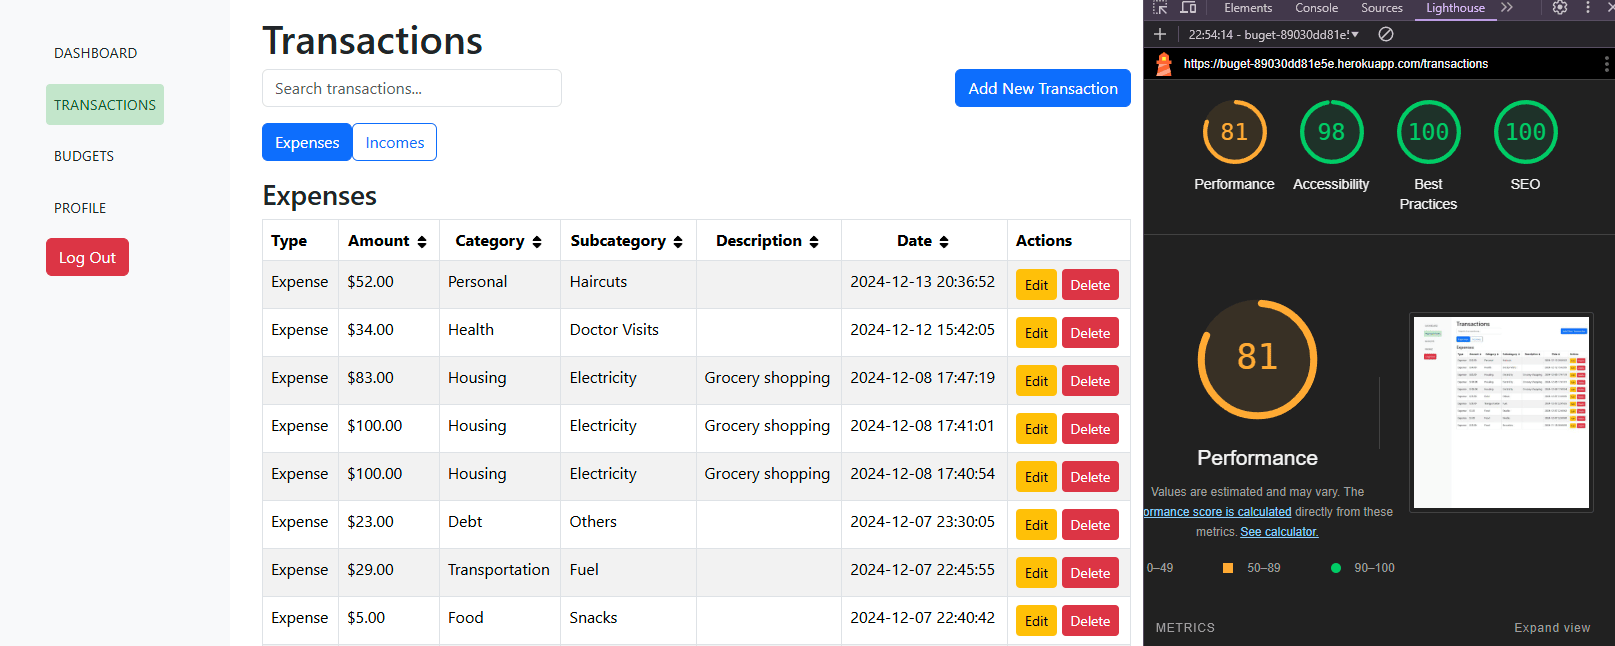 DASHBOARD
TRANSACTIONS
BUDGETS
PROFILE
Log Out
Transactions
Search transactions...
Add New Transaction
Expenses Incomes
Expenses
Type Amount Category Subcategory Description Date Actions
Expense $52.00 Personal Haircuts 2024-12-13 20:36:52 Edit Delete
Expense $34.00 Health Doctor Visits 2024-12-12 15:42:05 Edit Delete
Expense $83.00 Housing Electricity Grocery shopping 2024-12-08 17:47:19 Edit Delete
Expense $100.00 Housing Electricity Grocery shopping 2024-12-08 17:41:01 Edit Delete
Expense $100.00 Housing Electricity Grocery shopping 2024-12-08 17:40:54 Edit Delete
Expense $23.00 Debt Others 2024-12-07 23:30:05 Edit Delete
Expense $29.00 Transportation Fuel 2024-12-07 22:45:55 Edit Delete
Expense $5.00 Food Snacks 2024-12-07 22:40:42 Edit Delete
Elements Console Sources Lighthouse
22:54:14 - buget-89030dd81e5
https://buget-89030dd81e5e.herokuapp.com/transactions
81 98 100 100
Performance Accessibility Best Practices SEO
81
Performance
Values are estimated and may vary. The
ormance score is calculated directly from these
metrics. See calculator.
0–49 50–89 90–100
METRICS Expand view
Transactions
Expenses